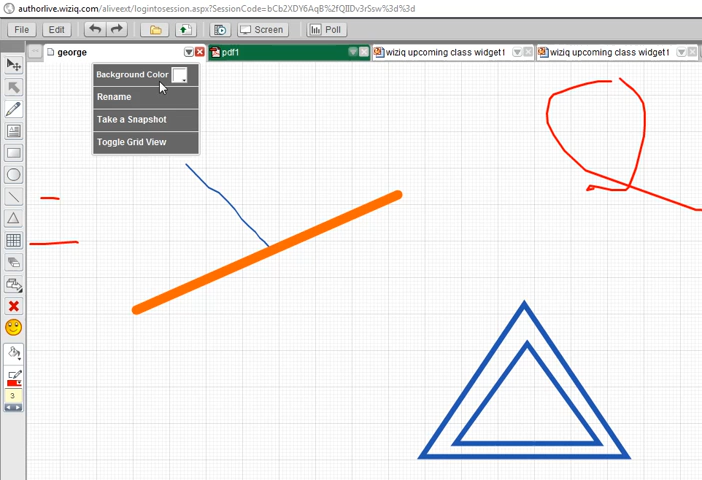 authorlive.wiziq.com/aliveext/logintosession.aspx?SessionCode=bCb2XDY6AqB%2fQIIDv3rSsw%3d%3d
File Edit Screen Poll
george pdf1 wiziq upcoming class widget1 wiziq upcoming class widget1
Background Color
Rename
Take a Snapshot
Toggle Grid View
3